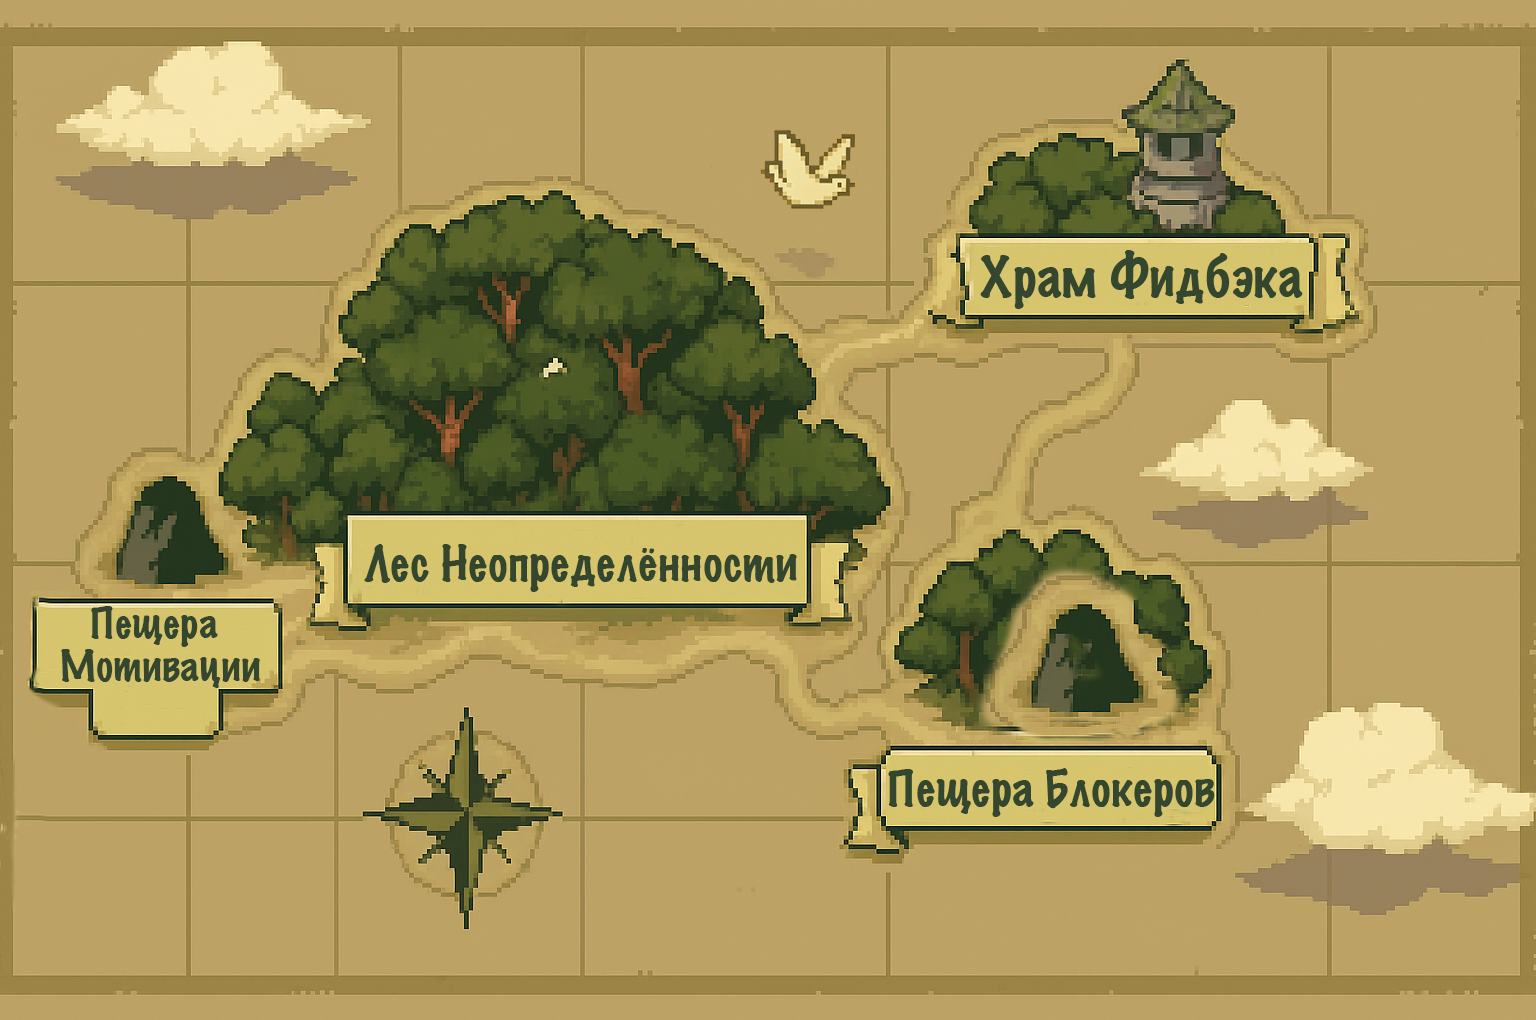 Храм Фидбэка
Лес Неопределённости
Пещера
Мотивации
Пещера Блокеров